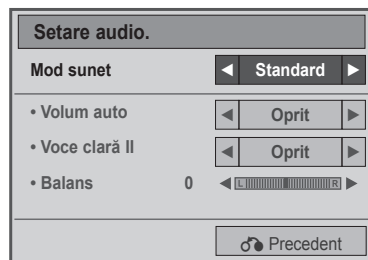 Setare audio.
Mod sunet ◄ Standard ►
• Volum auto ◄ Oprit ►
• Voce clară II ◄ Oprit ►
• Balans 0 ◄ L R ►
Precedent